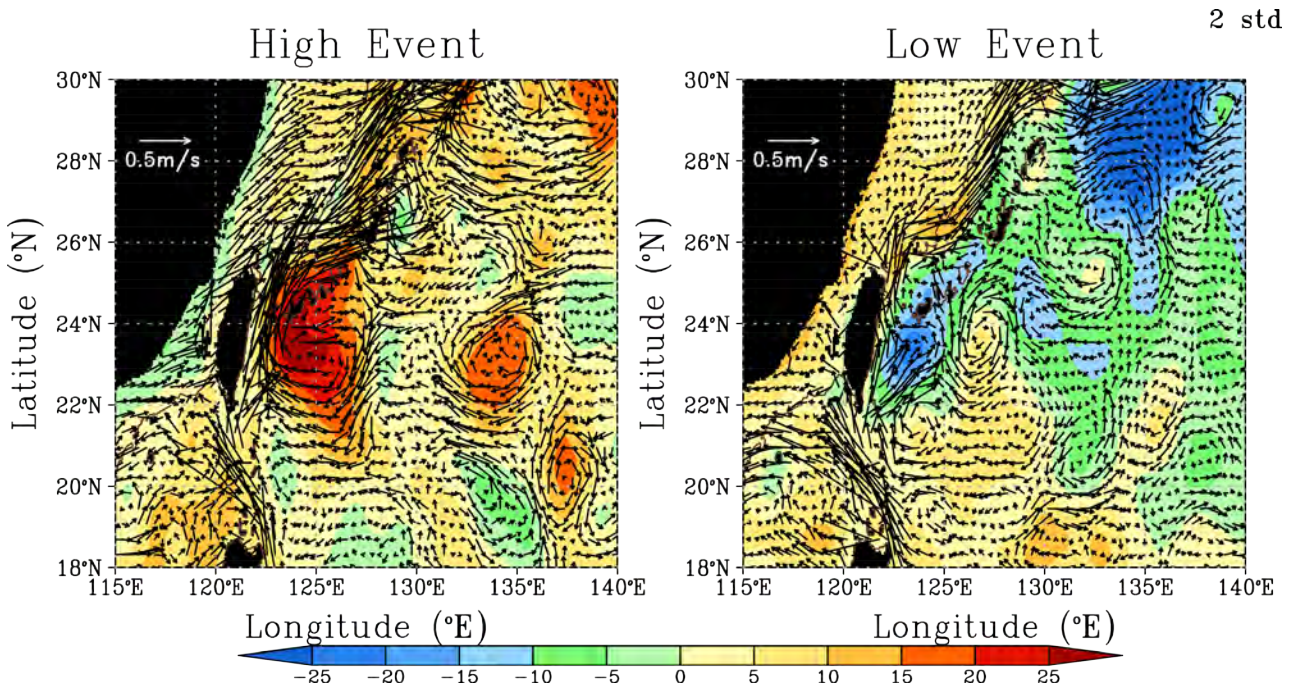 2 std
High Event
Low Event
30°N
28°N
26°N
24°N
22°N
20°N
18°N
0.5m/s
Latitude (°N)
115°E 120°E 125°E 130°E 135°E 140°E
Longitude (°E)
30°N
28°N
26°N
24°N
22°N
20°N
18°N
0.5m/s
Latitude (°N)
115°E 120°E 125°E 130°E 135°E 140°E
Longitude (°E)
-25 -20 -15 -10 -5 0 5 10 15 20 25